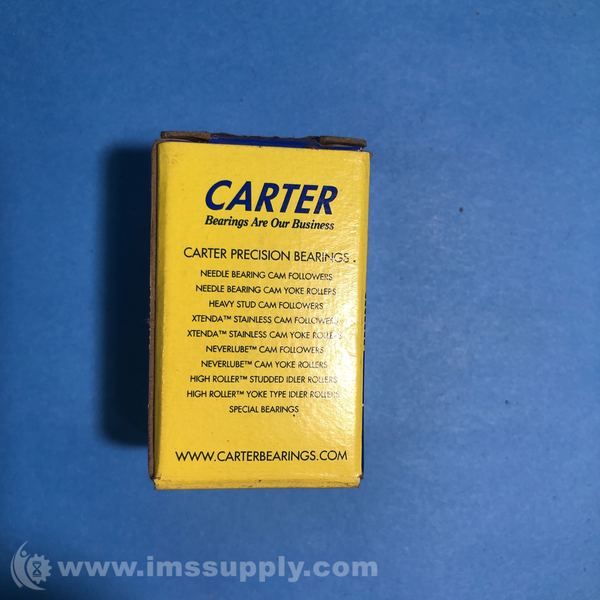 CARTER
Bearings Are Our Business
CARTER PRECISION BEARINGS
NEEDLE BEARING CAM FOLLOWERS
NEEDLE BEARING CAM YOKE ROLLERS
HEAVY STUD CAM FOLLOWERS
XTENDA™ STAINLESS CAM FOLLOWERS
XTENDA™ STAINLESS CAM YOKE ROLLERS
NEVERLUBE™ CAM FOLLOWERS
NEVERLUBE™ CAM YOKE ROLLERS
HIGH ROLLER™ STUDDED IDLER ROLLERS
HIGH ROLLER™ YOKE TYPE IDLER ROLLERS
SPECIAL BEARINGS
WWW.CARTERBEARINGS.COM
www.imssupply.com